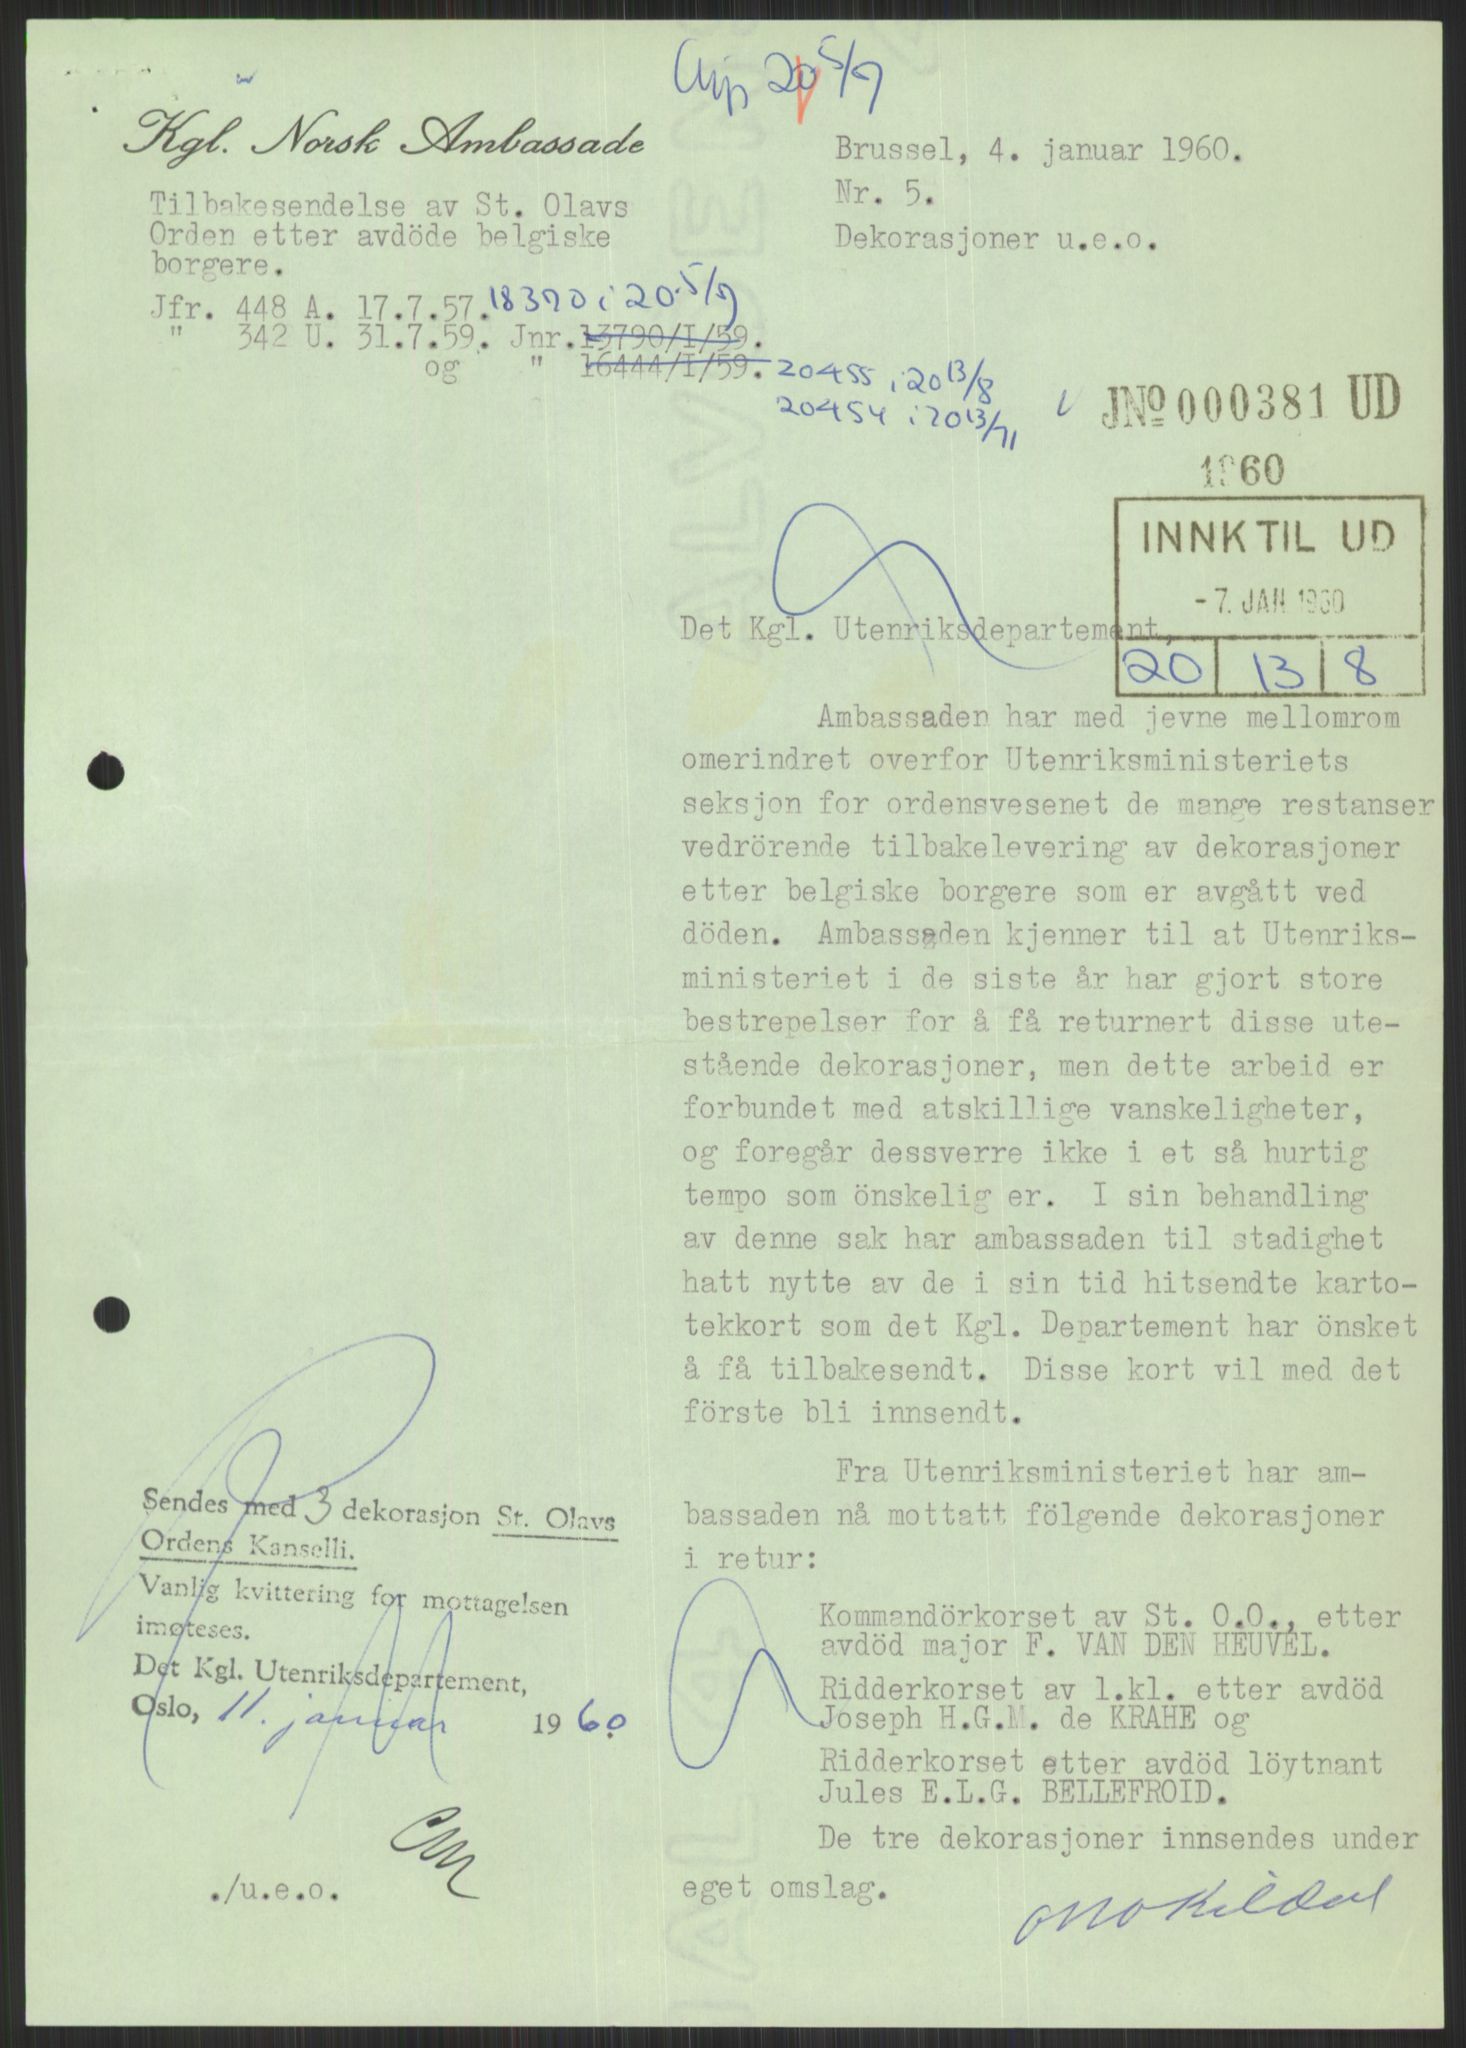 20 5/9
Kgl. Norsk Ambassade
Brussel, 4. januar 1960.
Nr. 5.
Dekorasjoner u.e.o.
Tilbakesendelse av St. Olavs
Orden etter avdöde belgiske
borgere.
Jfr. 448 A. 17.7.57. 18370 i 20.5/9
" 342 U. 31.7.59. Jnr. 13790/I/59.
og " 16444/I/59. 20455 i 20 13/8
20454 i 20 13/71
JNº 000381 UD
1960
INNK TIL UD
- 7. JAN 1960
20 13 8
Det Kgl. Utenriksdepartement,
Ambassaden har med jevne mellomrom
omerindret overfor Utenriksministeriets
seksjon for ordensvesenet de mange restanser
vedrörende tilbakelevering av dekorasjoner
etter belgiske borgere som er avgått ved
döden. Ambassaden kjenner til at Utenriks-
ministeriet i de siste år har gjort store
bestrepelser for å få returnert disse ute-
stående dekorasjoner, men dette arbeid er
forbundet med atskillige vanskeligheter,
og foregår dessverre ikke i et så hurtig
tempo som önskelig er. I sin behandling
av denne sak har ambassaden til stadighet
hatt nytte av de i sin tid hitsendte karto-
tekkort som det Kgl. Departement har önsket
å få tilbakesendt. Disse kort vil med det
förste bli innsendt.
Fra Utenriksministeriet har am-
bassaden nå mottatt fölgende dekorasjoner
i retur:
Kommandörkorset av St. O.O., etter
avdöd major F. VAN DEN HEUVEL.
Ridderkorset av 1.kl. etter avdöd
Joseph H.G.M. de KRAHE og
Ridderkorset etter avdöd löytnant
Jules E.L.G. BELLEFROID.
De tre dekorasjoner innsendes under
eget omslag.
Sendes med 3 dekorasjon St. Olavs
Ordens Kanselli.
Vanlig kvittering for mottagelsen
imøteses.
Det Kgl. Utenriksdepartement,
Oslo, 11. januar 1960.
./u.e.o.